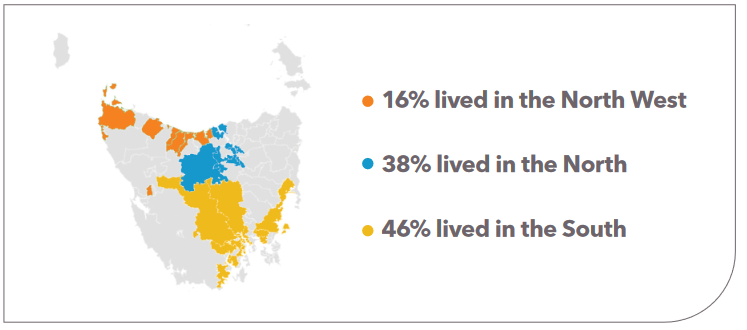 16% lived in the North West
38% lived in the North
46% lived in the South